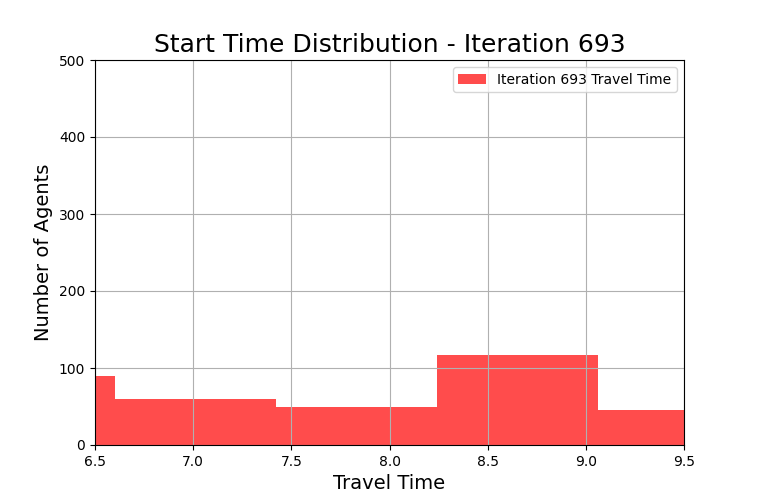 Start Time Distribution - Iteration 693
Iteration 693 Travel Time
Number of Agents
500
400
300
200
100
0
6.5 7.0 7.5 8.0 8.5 9.0 9.5
Travel Time